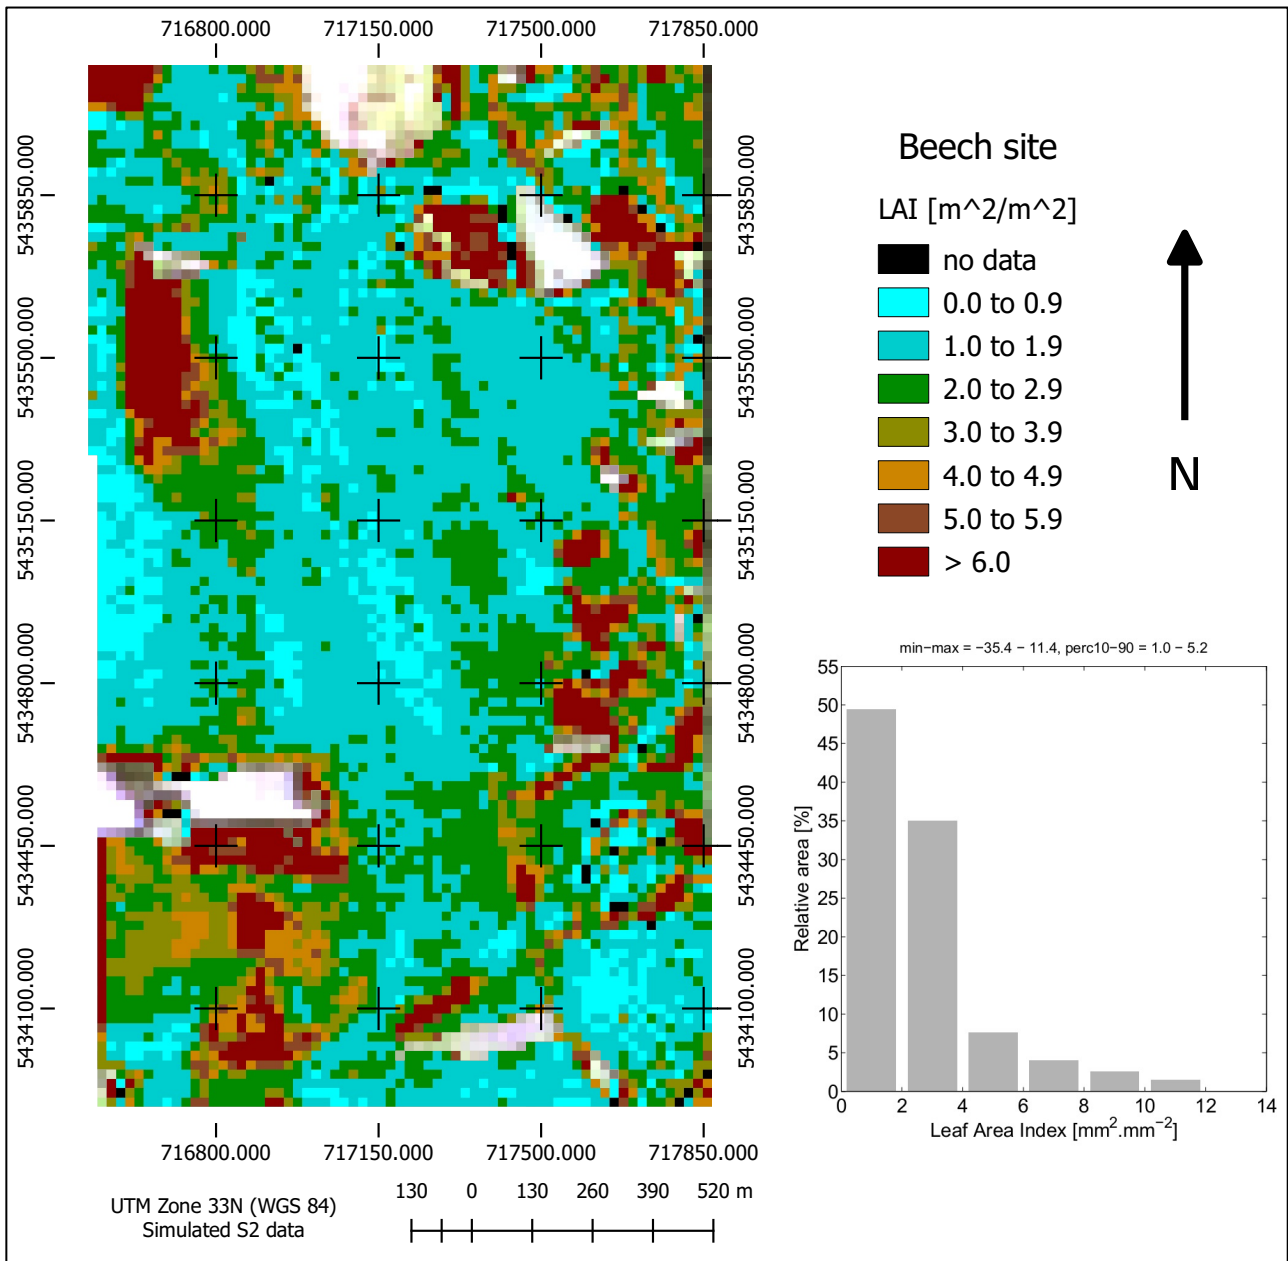 716800.000 717150.000 717500.000 717850.000
Beech site
LAI [m^2/m^2]
no data
0.0 to 0.9
1.0 to 1.9
2.0 to 2.9
3.0 to 3.9
4.0 to 4.9
5.0 to 5.9
> 6.0
N
5435850.000 5435850.000
5435500.000 5435500.000
5435150.000 5435150.000
5434800.000 5434800.000
5434450.000 5434450.000
5434100.000 5434100.000
min−max = −35.4 − 11.4, perc10−90 = 1.0 − 5.2
55
50
45
40
35
30
25
20
15
10
5
0
Relative area [%]
0 2 4 6 8 10 12 14
Leaf Area Index [mm².mm⁻²]
716800.000 717150.000 717500.000 717850.000
UTM Zone 33N (WGS 84)
Simulated S2 data
130 0 130 260 390 520 m